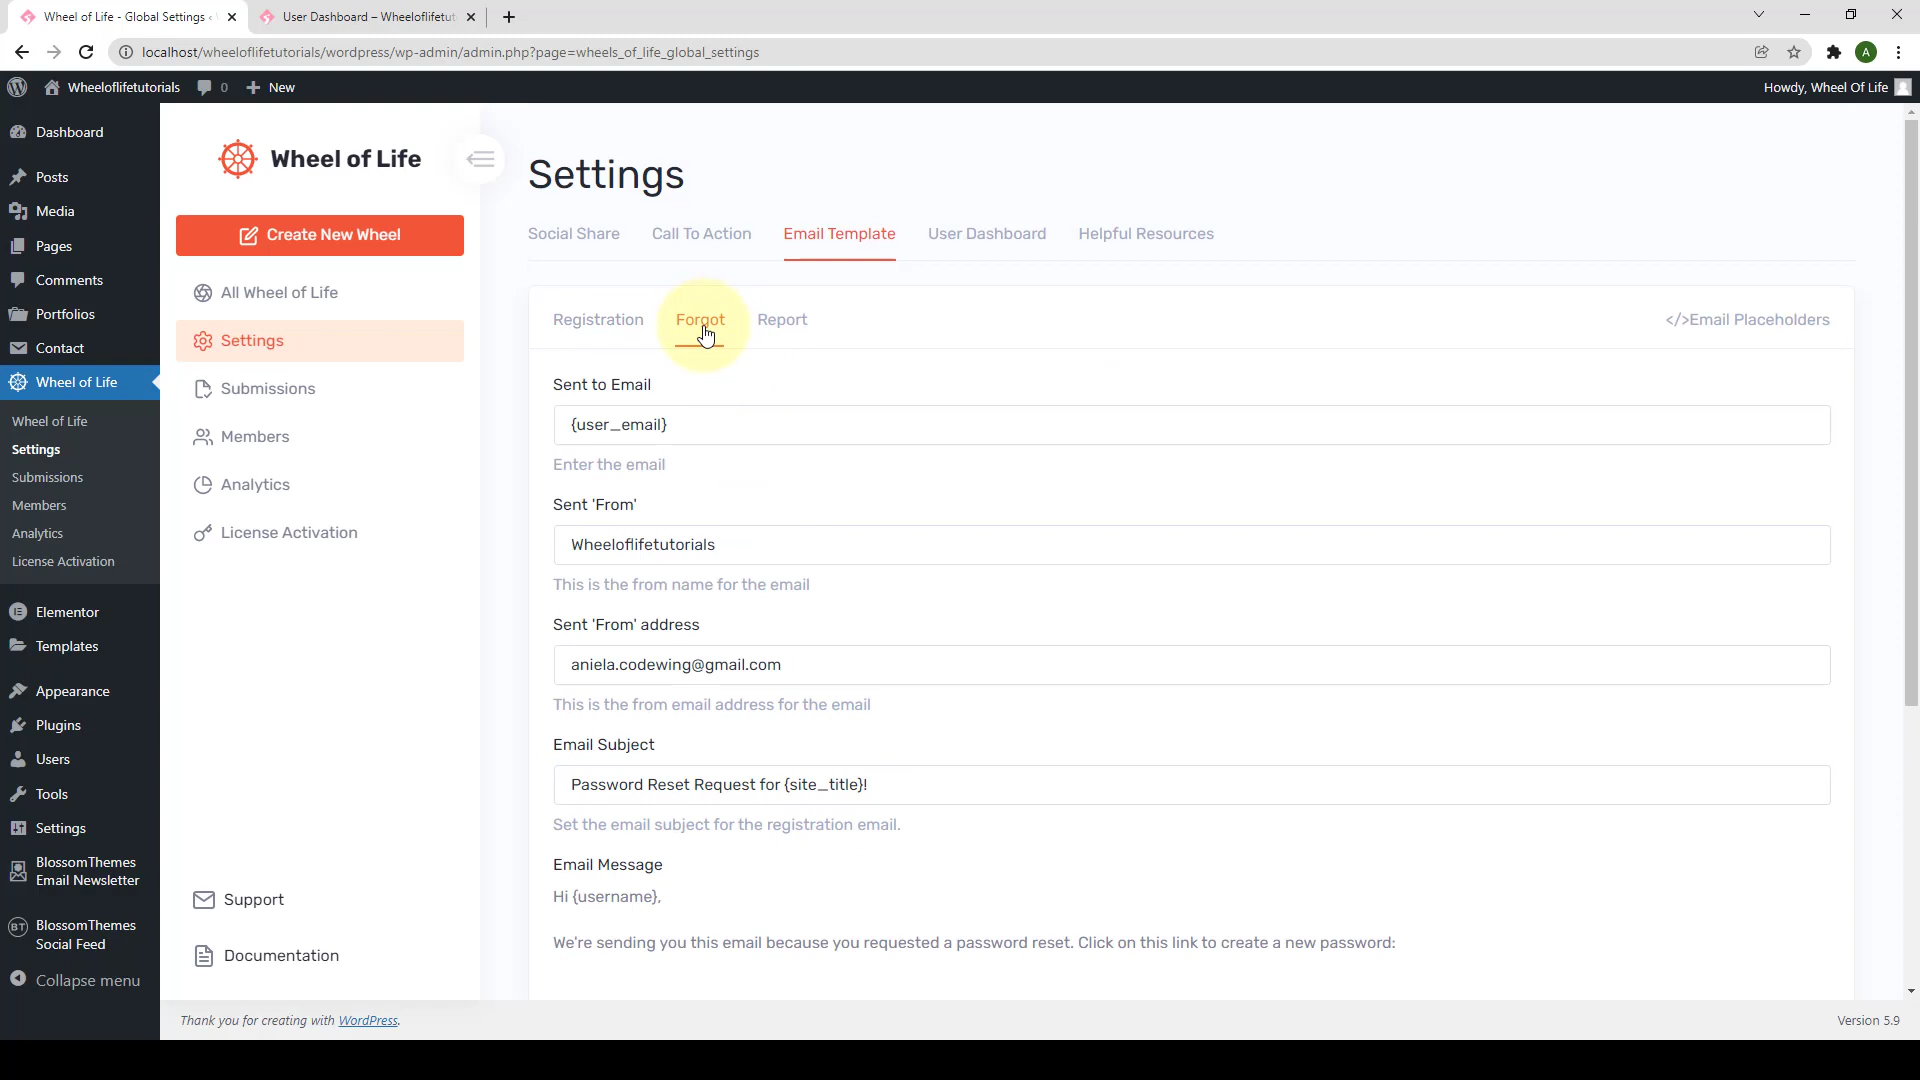 Wheel of Life - Global Settings ‹
User Dashboard – Wheeloflifetut
localhost/wheeloflifetutorials/wordpress/wp-admin/admin.php?page=wheels_of_life_global_settings
A
Wheeloflifetutorials
0
New
Howdy, Wheel Of Life
Dashboard
Posts
Media
Pages
Comments
Portfolios
Contact
Wheel of Life
Wheel of Life
Settings
Submissions
Members
Analytics
License Activation
Elementor
Templates
Appearance
Plugins
Users
Tools
Settings
BlossomThemes
Email Newsletter
BT
BlossomThemes
Social Feed
Collapse menu
Wheel of Life
Create New Wheel
All Wheel of Life
Settings
Submissions
Members
Analytics
License Activation
Support
Documentation
Settings
Social Share
Call To Action
Email Template
User Dashboard
Helpful Resources
Registration
Forgot
Report
</>Email Placeholders
Sent to Email
{user_email}
Enter the email
Sent 'From'
Wheeloflifetutorials
This is the from name for the email
Sent 'From' address
aniela.codewing@gmail.com
This is the from email address for the email
Email Subject
Password Reset Request for {site_title}!
Set the email subject for the registration email.
Email Message
Hi {username},
We're sending you this email because you requested a password reset. Click on this link to create a new password:
Thank you for creating with WordPress.
Version 5.9